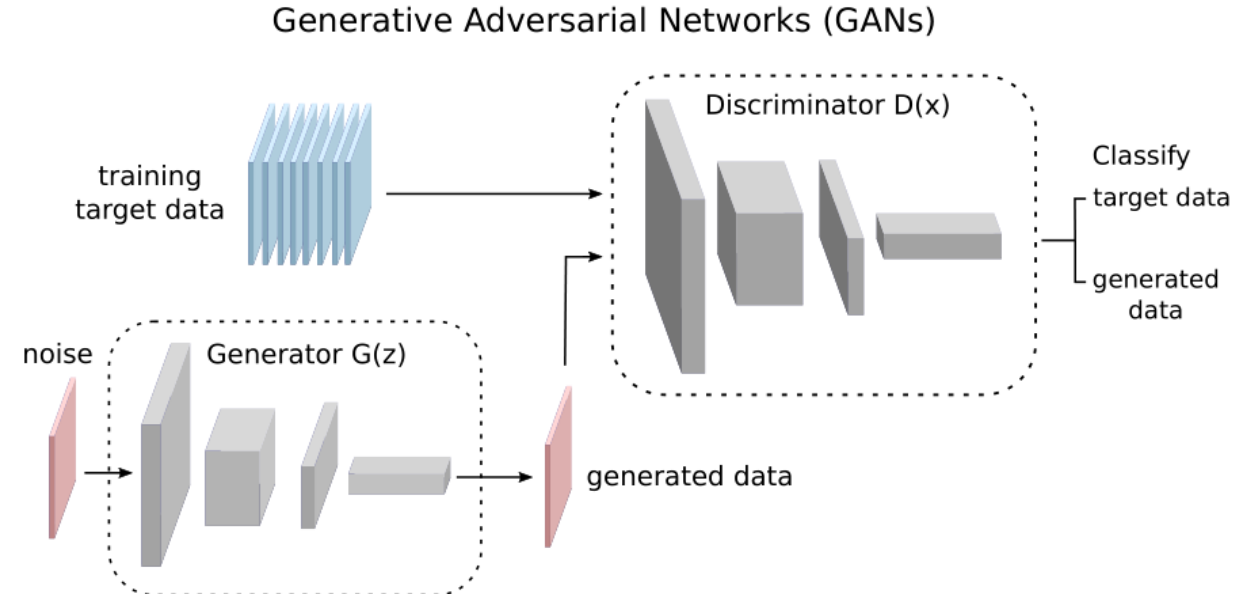 Generative Adversarial Networks (GANs)
Discriminator D(x)
training
target data
Classify
target data
generated
data
noise
Generator G(z)
generated data